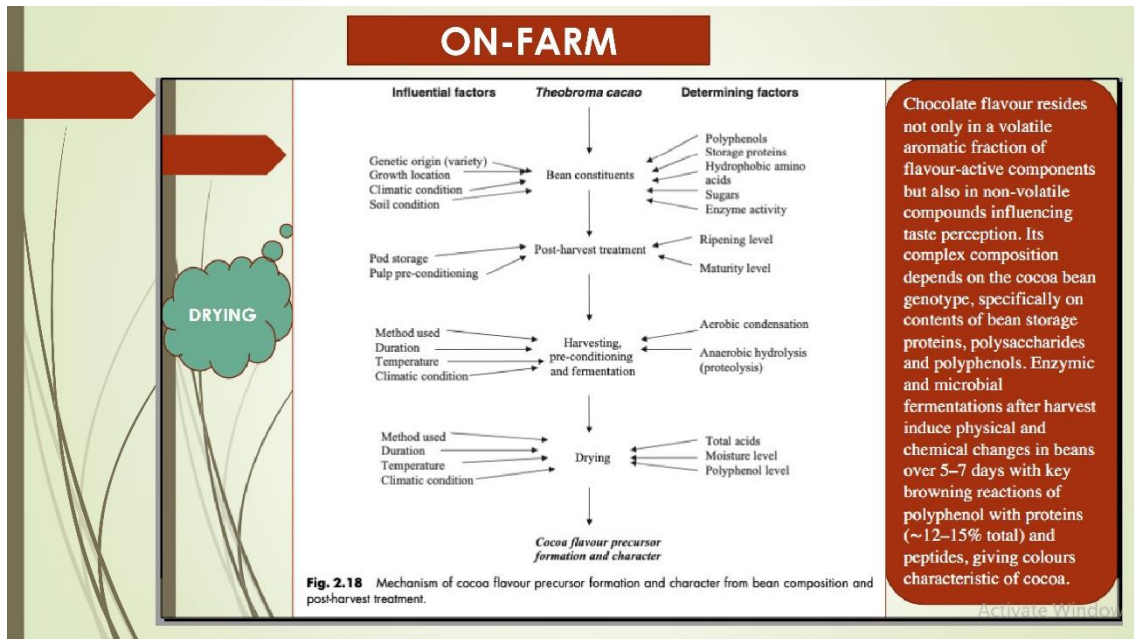 ON-FARM
DRYING
Influential factors
Theobroma cacao
Determining factors
Genetic origin (variety)
Growth location
Climatic condition
Soil condition
Bean constituents
Polyphenols
Storage proteins
Hydrophobic amino
acids
Sugars
Enzyme activity
Pod storage
Pulp pre-conditioning
Post-harvest treatment
Ripening level
Maturity level
Method used
Duration
Temperature
Climatic condition
Harvesting,
pre-conditioning
and fermentation
Aerobic condensation
Anaerobic hydrolysis
(proteolysis)
Method used
Duration
Temperature
Climatic condition
Drying
Total acids
Moisture level
Polyphenol level
Cocoa flavour precursor
formation and character
Fig. 2.18 Mechanism of cocoa flavour precursor formation and character from bean composition and
post-harvest treatment.
Chocolate flavour resides
not only in a volatile
aromatic fraction of
flavour-active components
but also in non-volatile
compounds influencing
taste perception. Its
complex composition
depends on the cocoa bean
genotype, specifically on
contents of bean storage
proteins, polysaccharides
and polyphenols. Enzymic
and microbial
fermentations after harvest
induce physical and
chemical changes in beans
over 5–7 days with key
browning reactions of
polyphenol with proteins
(~12–15% total) and
peptides, giving colours
characteristic of cocoa.
Activate Window